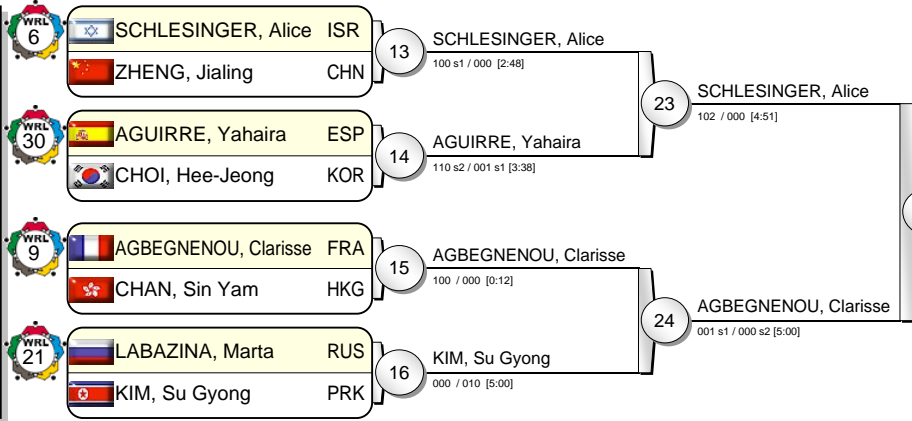 WRL
6
SCHLESINGER, Alice ISR
ZHENG, Jialing CHN
13
SCHLESINGER, Alice
100 s1 / 000 [2:48]
WRL
30
AGUIRRE, Yahaira ESP
CHOI, Hee-Jeong KOR
14
AGUIRRE, Yahaira
110 s2 / 001 s1 [3:38]
23
SCHLESINGER, Alice
102 / 000 [4:51]
WRL
9
AGBEGNENOU, Clarisse FRA
CHAN, Sin Yam HKG
15
AGBEGNENOU, Clarisse
100 / 000 [0:12]
WRL
21
LABAZINA, Marta RUS
KIM, Su Gyong PRK
16
KIM, Su Gyong
000 / 010 [5:00]
24
AGBEGNENOU, Clarisse
001 s1 / 000 s2 [5:00]